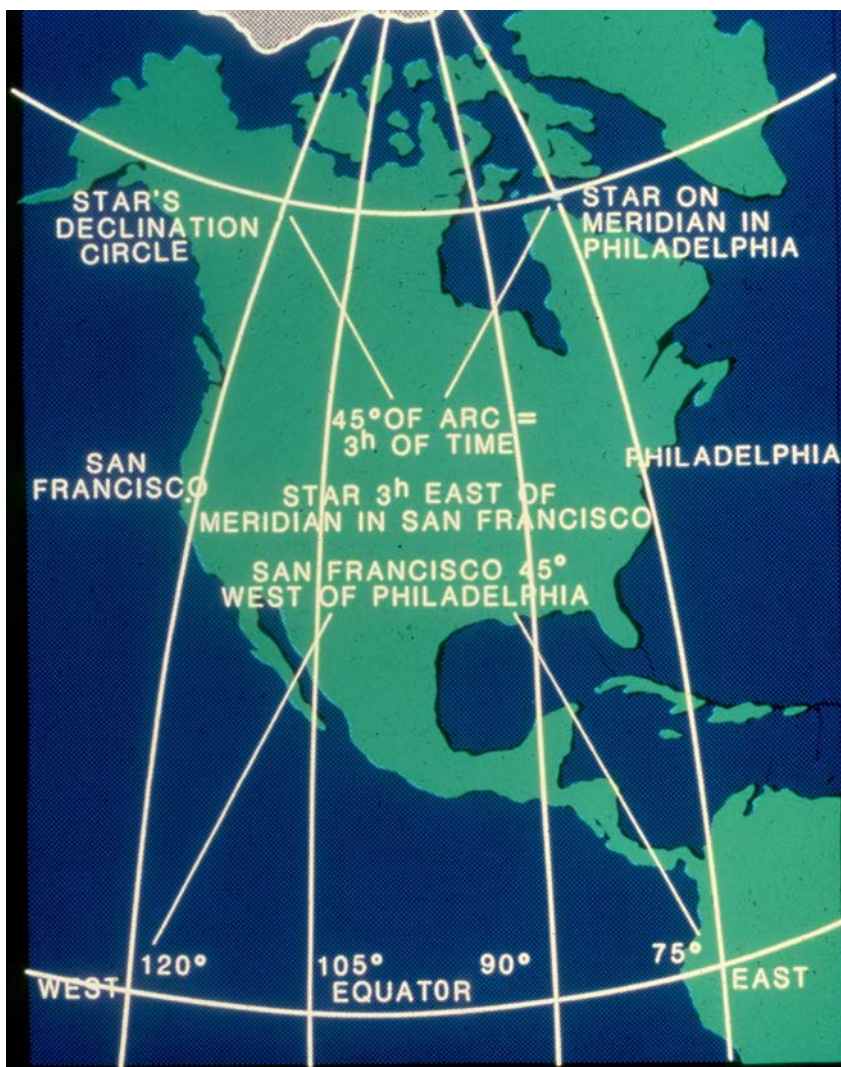 STAR'S
DECLINATION
CIRCLE
STAR ON
MERIDIAN IN
PHILADELPHIA
45° OF ARC =
3h OF TIME
SAN
FRANCISCO
PHILADELPHIA
STAR 3h EAST OF
MERIDIAN IN SAN FRANCISCO
SAN FRANCISCO 45°
WEST OF PHILADELPHIA
120°
105°
90°
75°
WEST
EQUATOR
EAST